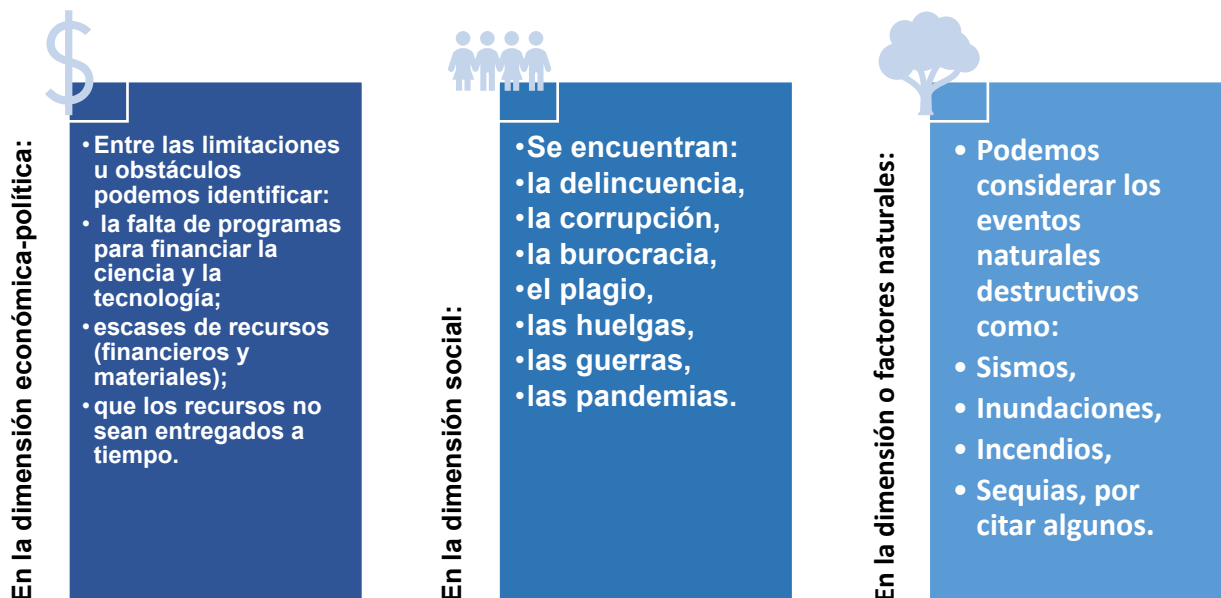 En la dimensión económica-política:
• Entre las limitaciones
u obstáculos
podemos identificar:
• la falta de programas
para financiar la
ciencia y la
tecnología;
• escases de recursos
(financieros y
materiales);
• que los recursos no
sean entregados a
tiempo.
En la dimensión social:
• Se encuentran:
• la delincuencia,
• la corrupción,
• la burocracia,
• el plagio,
• las huelgas,
• las guerras,
• las pandemias.
En la dimensión o factores naturales:
• Podemos
considerar los
eventos
naturales
destructivos
como:
• Sismos,
• Inundaciones,
• Incendios,
• Sequias, por
citar algunos.